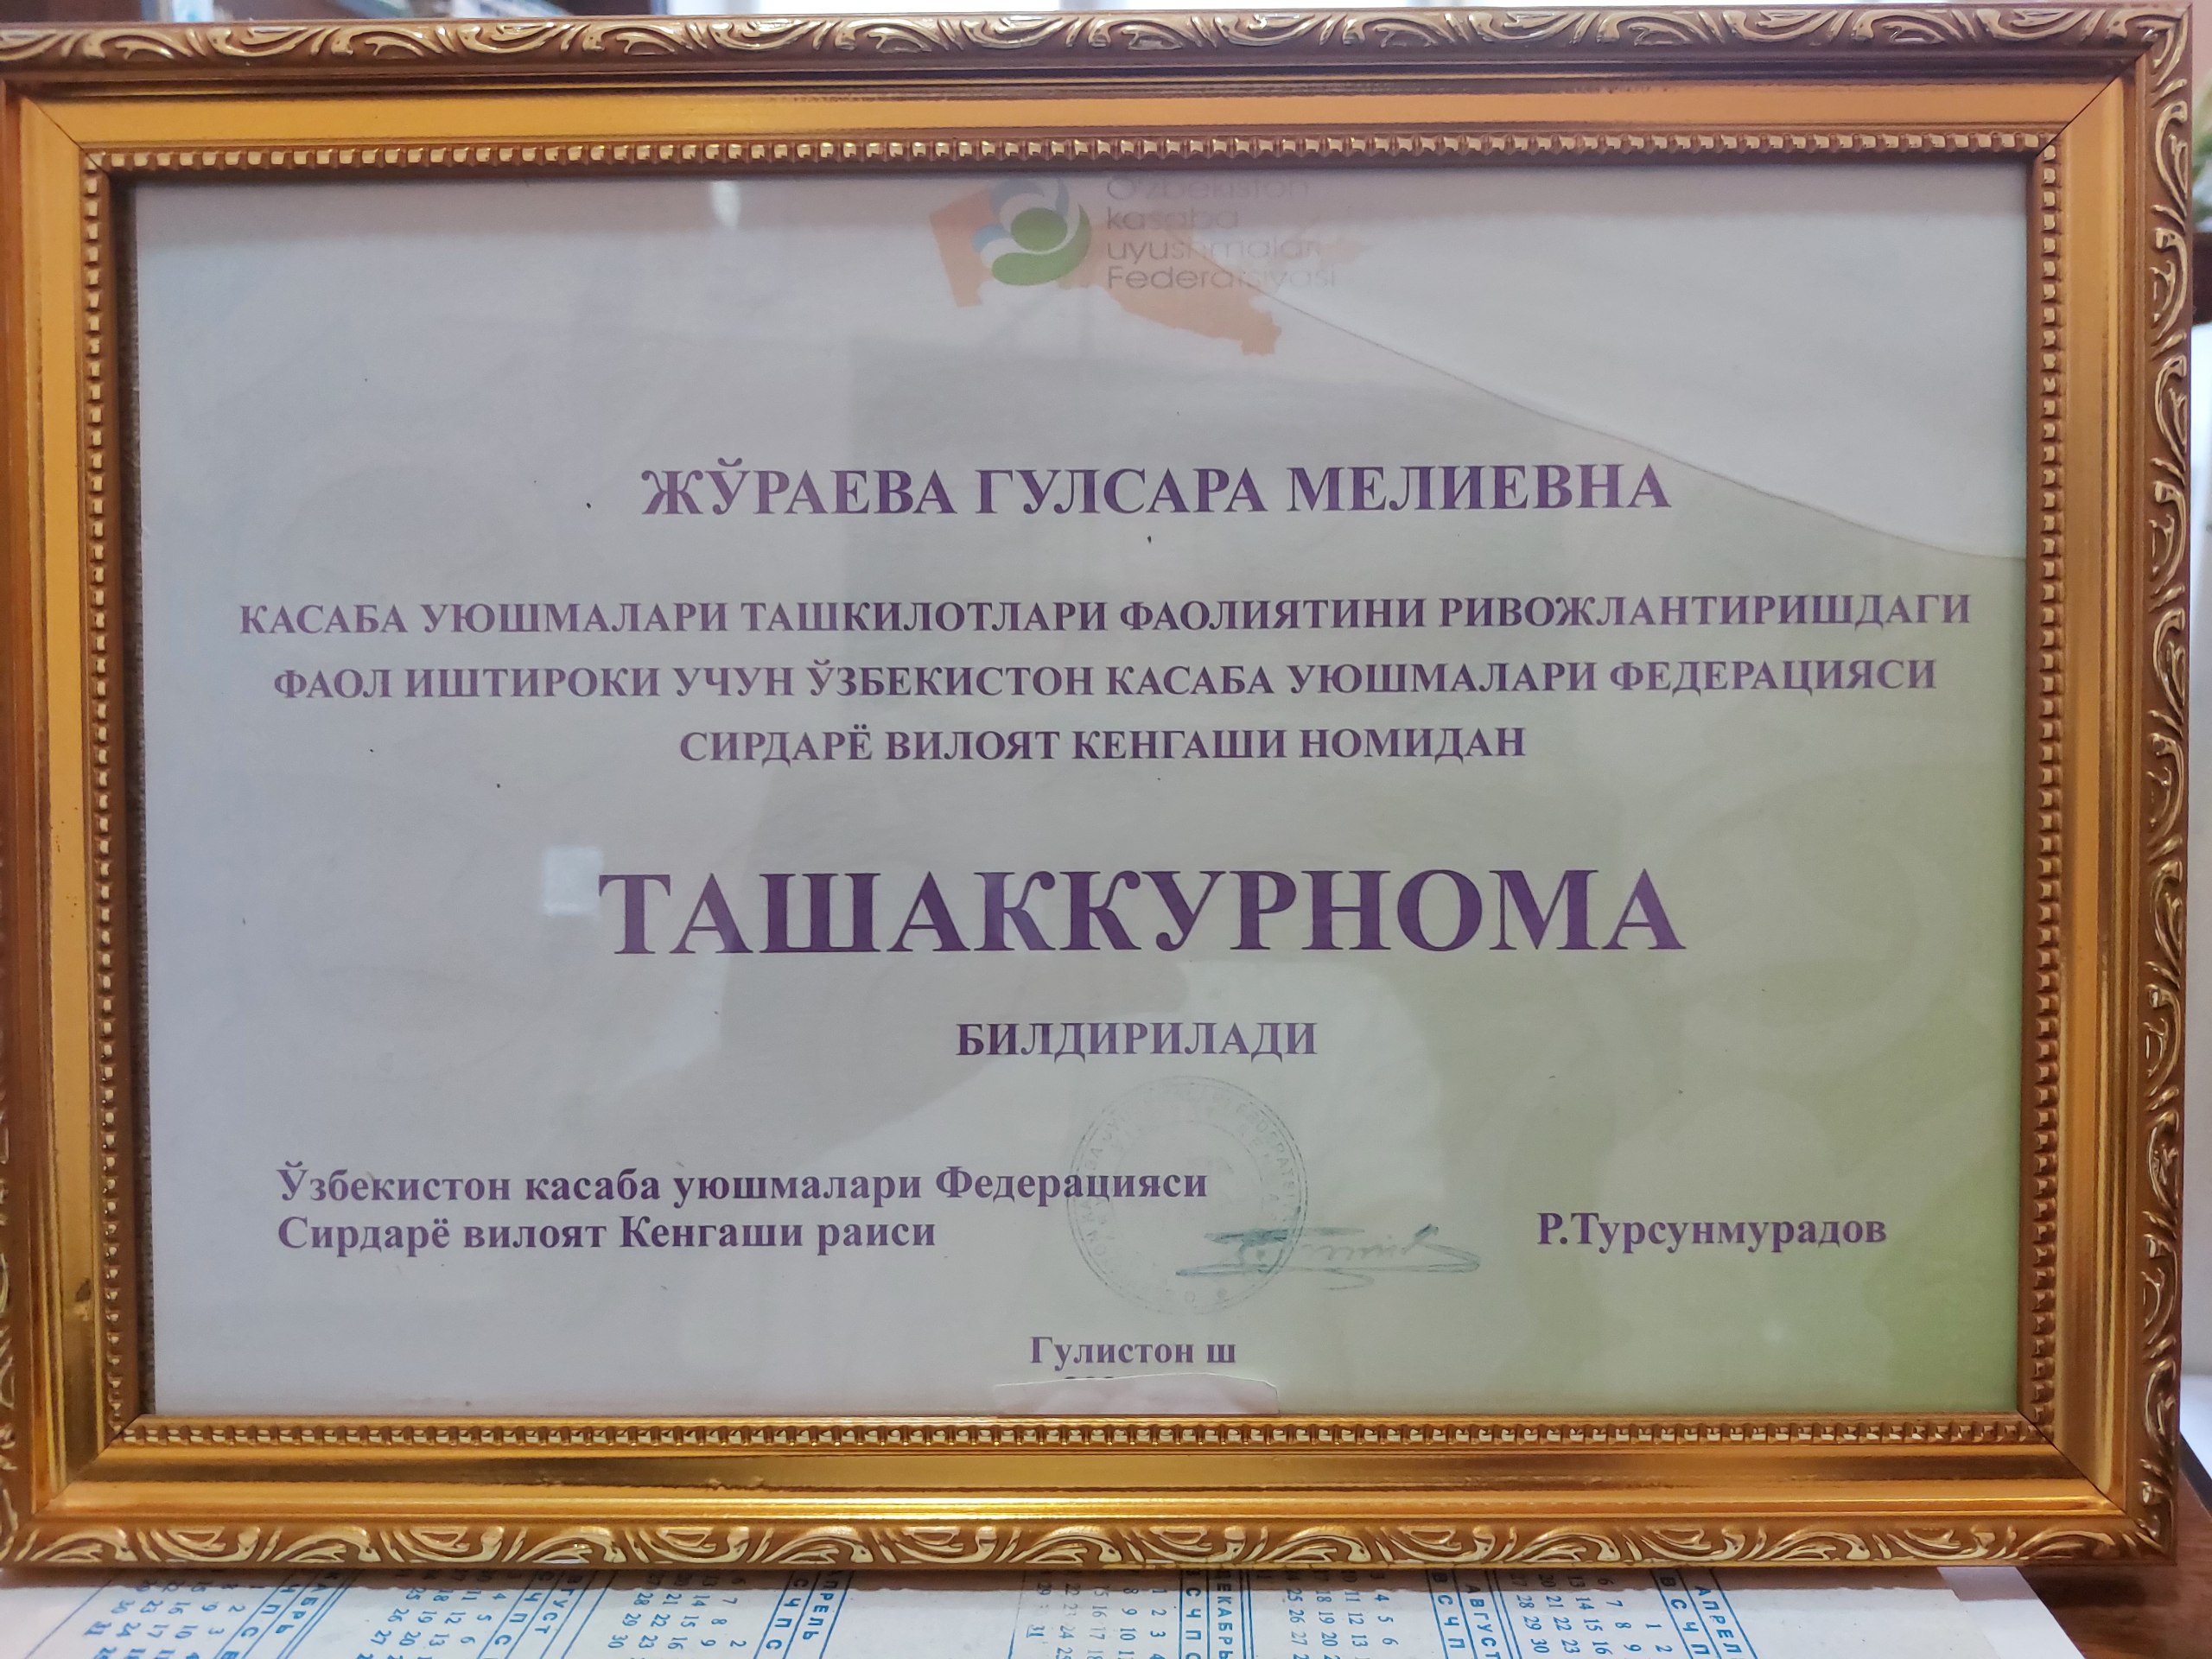 O'zbekiston
kasaba
uyushmalari
Federatsiyasi
ЖЎРАЕВА ГУЛСАРА МЕЛИЕВНА
КАСАБА УЮШМАЛАРИ ТАШКИЛОТЛАРИ ФАОЛИЯТИНИ РИВОЖЛАНТИРИШДАГИ
ФАОЛ ИШТИРОКИ УЧУН ЎЗБЕКИСТОН КАСАБА УЮШМАЛАРИ ФЕДЕРАЦИЯСИ
СИРДАРЁ ВИЛОЯТ КЕНГАШИ НОМИДАН
ТАШАККУРНОМА
БИЛДИРИЛАДИ
Ўзбекистон касаба уюшмалари Федерацияси
Сирдарё вилоят Кенгаши раиси
Р.Турсунмурадов
Гулистон ш